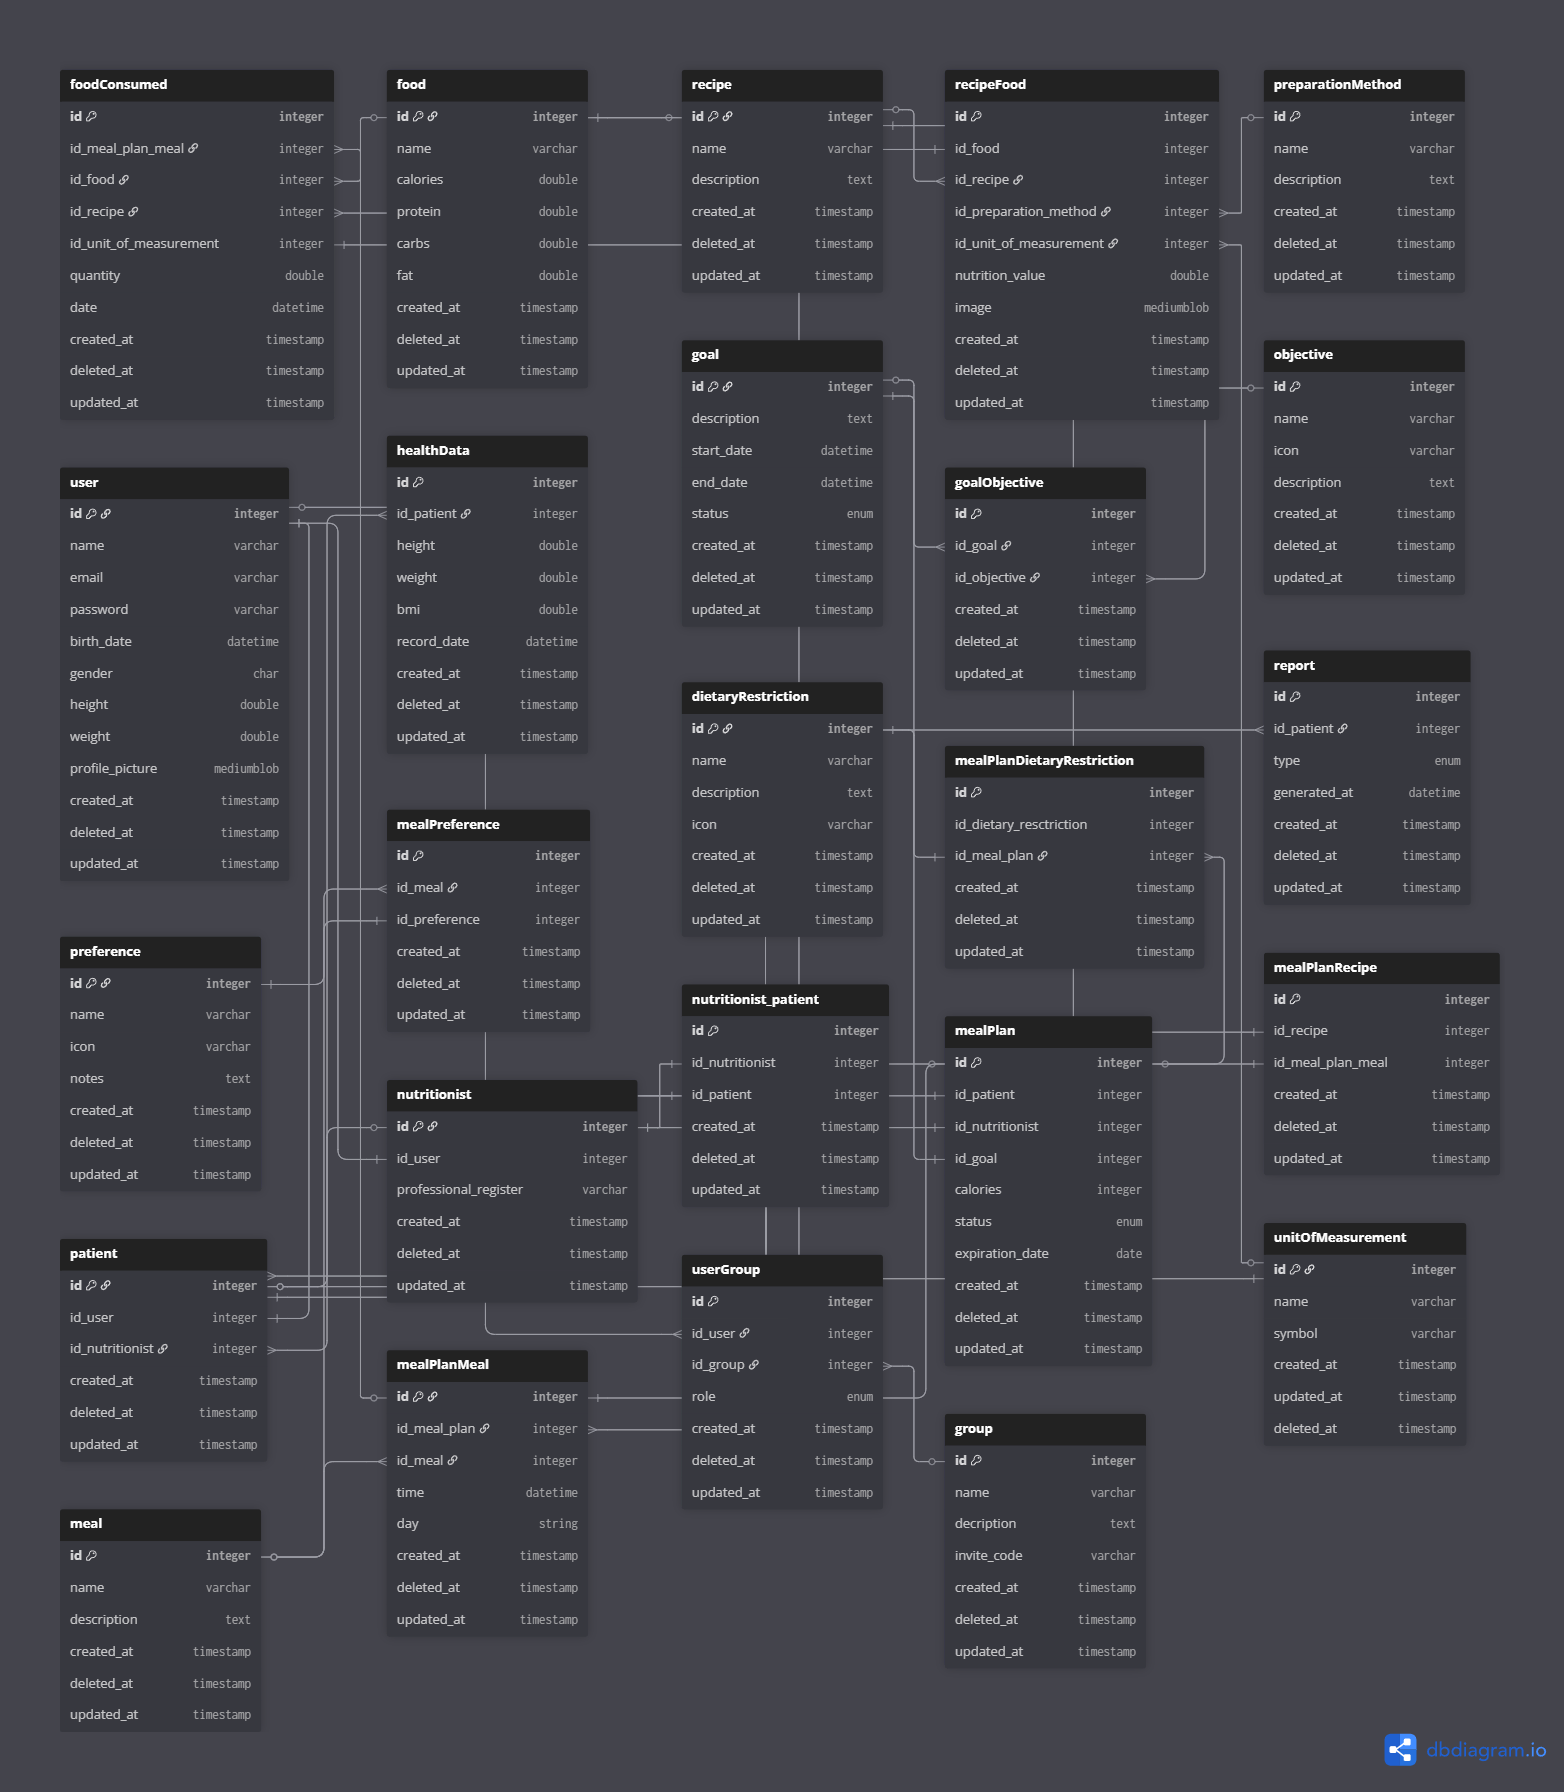 foodConsumed
id integer
id_meal_plan_meal integer
id_food integer
id_recipe integer
id_unit_of_measurement integer
quantity double
date datetime
created_at timestamp
deleted_at timestamp
updated_at timestamp
food
id integer
name varchar
calories double
protein double
carbs double
fat double
created_at timestamp
deleted_at timestamp
updated_at timestamp
recipe
id integer
name varchar
description text
created_at timestamp
deleted_at timestamp
updated_at timestamp
recipeFood
id integer
id_food integer
id_recipe integer
id_preparation_method integer
id_unit_of_measurement integer
nutrition_value double
image mediumblob
created_at timestamp
deleted_at timestamp
updated_at timestamp
preparationMethod
id integer
name varchar
description text
created_at timestamp
deleted_at timestamp
updated_at timestamp
goal
id integer
description text
start_date datetime
end_date datetime
status enum
created_at timestamp
deleted_at timestamp
updated_at timestamp
objective
id integer
name varchar
icon varchar
description text
created_at timestamp
deleted_at timestamp
updated_at timestamp
healthData
id integer
id_patient integer
height double
weight double
bmi double
record_date datetime
created_at timestamp
deleted_at timestamp
updated_at timestamp
user
id integer
name varchar
email varchar
password varchar
birth_date datetime
gender char
height double
weight double
profile_picture mediumblob
created_at timestamp
deleted_at timestamp
updated_at timestamp
goalObjective
id integer
id_goal integer
id_objective integer
created_at timestamp
deleted_at timestamp
updated_at timestamp
report
id integer
id_patient integer
type enum
generated_at datetime
created_at timestamp
deleted_at timestamp
updated_at timestamp
dietaryRestriction
id integer
name varchar
description text
icon varchar
created_at timestamp
deleted_at timestamp
updated_at timestamp
mealPlanDietaryRestriction
id integer
id_dietary_resctriction integer
id_meal_plan integer
created_at timestamp
deleted_at timestamp
updated_at timestamp
mealPreference
id integer
id_meal integer
id_preference integer
created_at timestamp
deleted_at timestamp
updated_at timestamp
preference
id integer
name varchar
icon varchar
notes text
created_at timestamp
deleted_at timestamp
updated_at timestamp
mealPlanRecipe
id integer
id_recipe integer
id_meal_plan_meal integer
created_at timestamp
deleted_at timestamp
updated_at timestamp
nutritionist_patient
id integer
id_nutritionist integer
id_patient integer
created_at timestamp
deleted_at timestamp
updated_at timestamp
mealPlan
id integer
id_patient integer
id_nutritionist integer
id_goal integer
calories integer
status enum
expiration_date date
created_at timestamp
deleted_at timestamp
updated_at timestamp
nutritionist
id integer
id_user integer
professional_register varchar
created_at timestamp
deleted_at timestamp
updated_at timestamp
unitOfMeasurement
id integer
name varchar
symbol varchar
created_at timestamp
updated_at timestamp
deleted_at timestamp
patient
id integer
id_user integer
id_nutritionist integer
created_at timestamp
deleted_at timestamp
updated_at timestamp
userGroup
id integer
id_user integer
id_group integer
role enum
created_at timestamp
deleted_at timestamp
updated_at timestamp
mealPlanMeal
id integer
id_meal_plan integer
id_meal integer
time datetime
day string
created_at timestamp
deleted_at timestamp
updated_at timestamp
group
id integer
name varchar
decription text
invite_code varchar
created_at timestamp
deleted_at timestamp
updated_at timestamp
meal
id integer
name varchar
description text
created_at timestamp
deleted_at timestamp
updated_at timestamp
dbdiagram.io